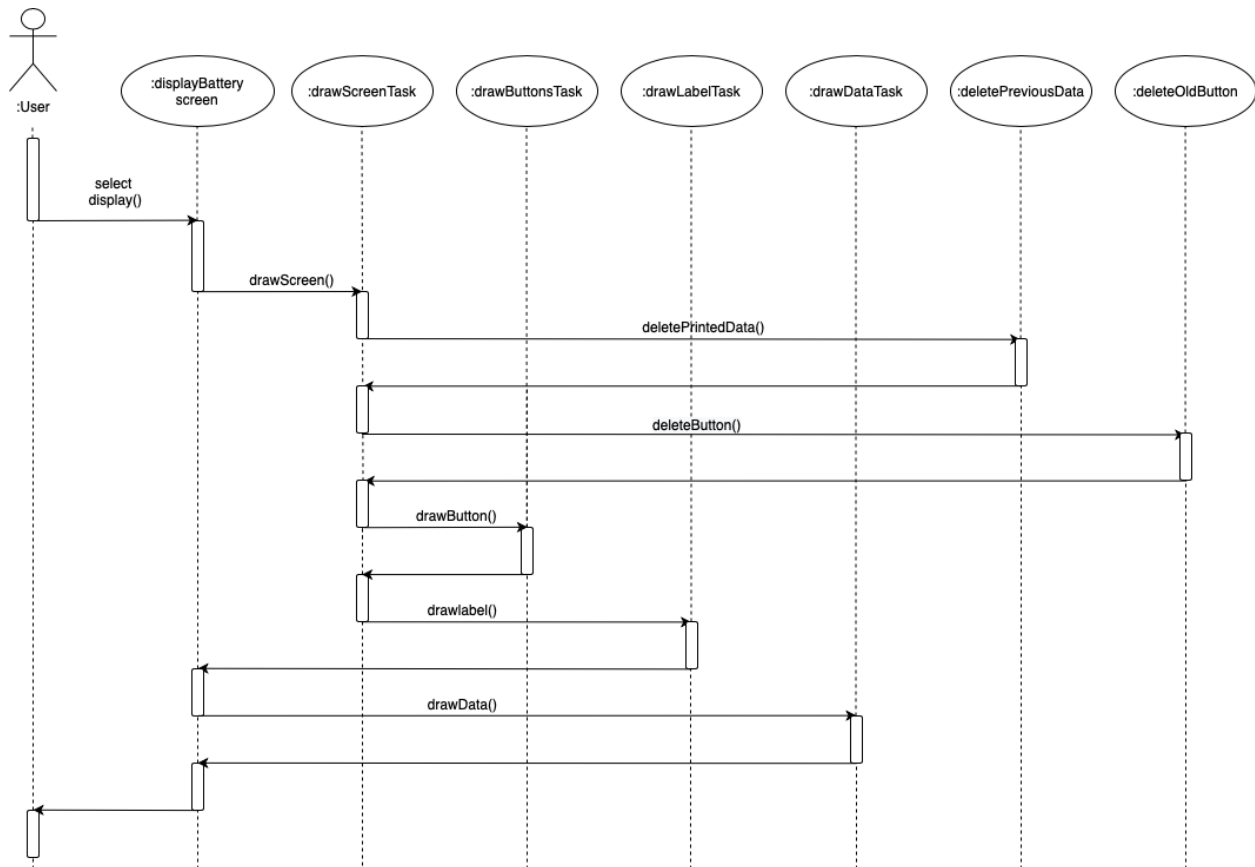 :User
:displayBattery
screen
:drawScreenTask
:drawButtonsTask
:drawLabelTask
:drawDataTask
:deletePreviousData
:deleteOldButton
select
display()
drawScreen()
deletePrintedData()
deleteButton()
drawButton()
drawlabel()
drawData()